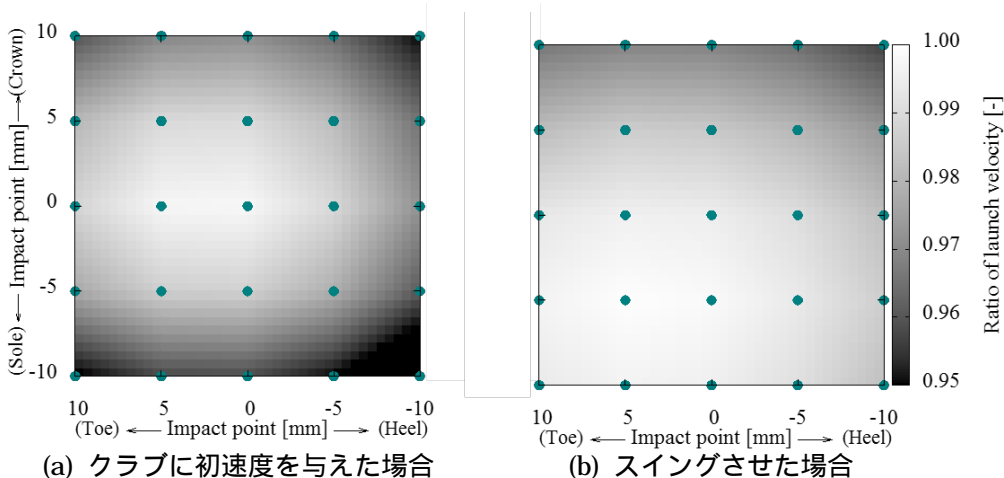 (Sole) ← Impact point [mm] → (Crown)
10
5
0
-5
-10
10 5 0 -5 -10
(Toe) ← Impact point [mm] → (Heel)
(a) クラブに初速度を与えた場合
10 5 0 -5 -10
(Toe) ← Impact point [mm] → (Heel)
(b) スイングさせた場合
1.00
0.99
0.98
0.97
0.96
0.95
Ratio of launch velocity [-]